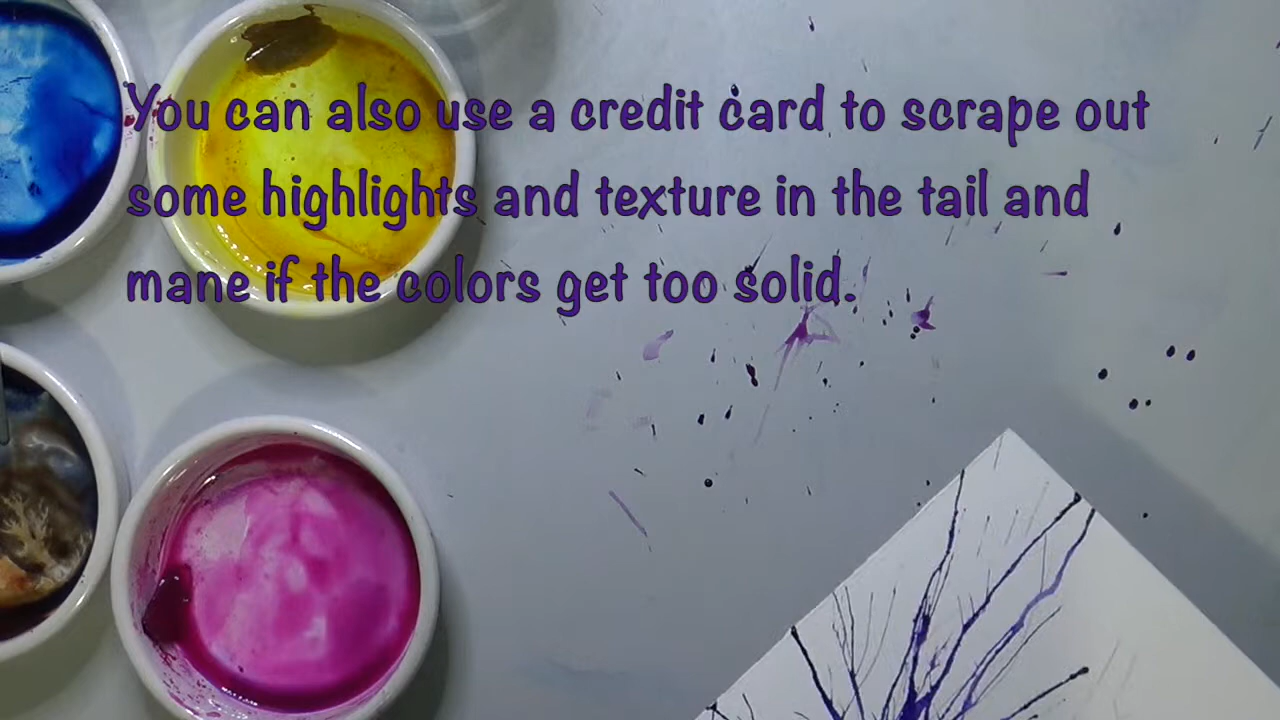 You can also use a credit card to scrape out
some highlights and texture in the tail and
mane if the colors get too solid.